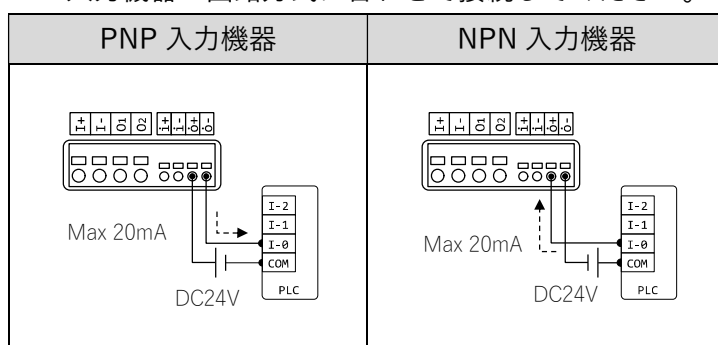 PNP 入力機器
NPN 入力機器
I+ I- O1 O2 i+ i- o+ o-
I-2
I-1
I-0
COM
PLC
Max 20mA
DC24V
I+ I- O1 O2 i+ i- o+ o-
I-2
I-1
I-0
COM
PLC
Max 20mA
DC24V